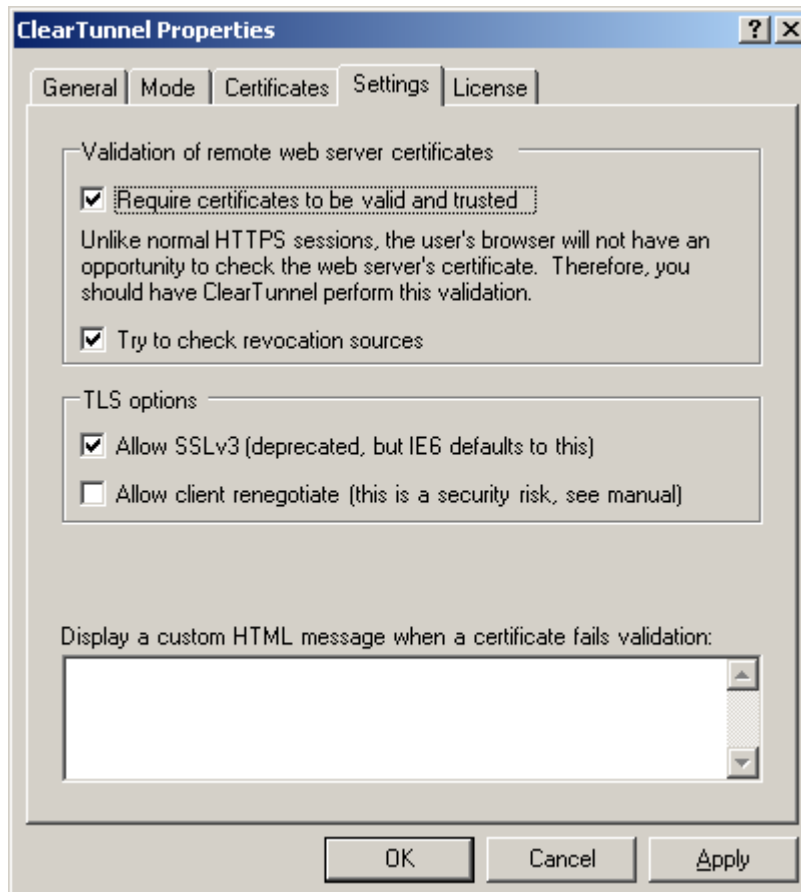 ClearTunnel Properties
General Mode Certificates Settings License
Validation of remote web server certificates
Require certificates to be valid and trusted
Unlike normal HTTPS sessions, the user's browser will not have an
opportunity to check the web server's certificate.  Therefore, you
should have ClearTunnel perform this validation.
Try to check revocation sources
TLS options
Allow SSLv3 (deprecated, but IE6 defaults to this)
Allow client renegotiate (this is a security risk, see manual)
Display a custom HTML message when a certificate fails validation:
OK Cancel Apply